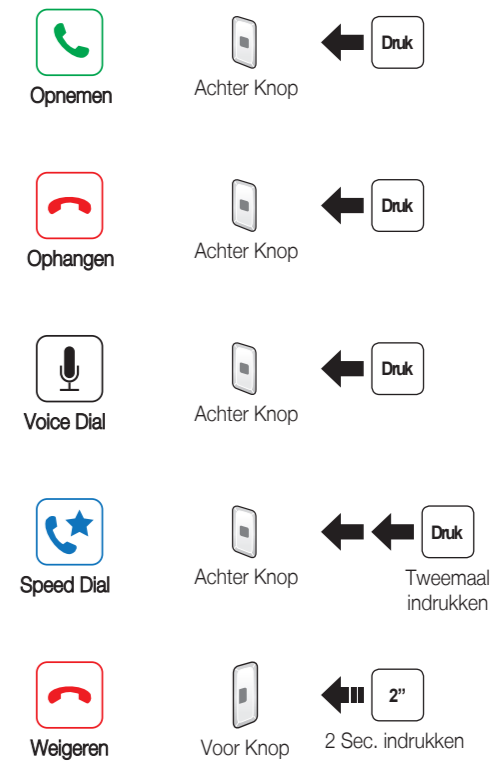 Druk
Opnemen
Achter Knop
Druk
Ophangen
Achter Knop
Druk
Voice Dial
Achter Knop
Druk
Speed Dial
Achter Knop
Tweemaal
indrukken
2”
Weigeren
Voor Knop
2 Sec. indrukken